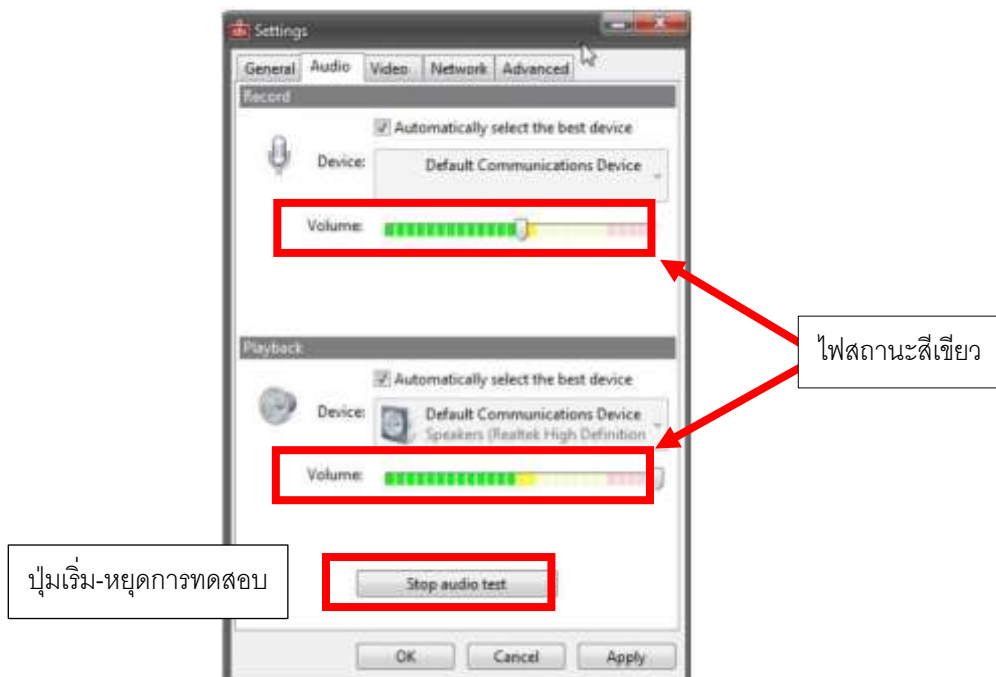 Settings
General Audio Video Network Advanced
Record
Automatically select the best device
Device: Default Communications Device
Volume:
ไฟสถานะสีเขียว
Playback
Automatically select the best device
Device: Default Communications Device
Speakers (Realtek High Definition
Volume:
ปุ่มเริ่ม-หยุดการทดสอบ
Stop audio test
OK Cancel Apply